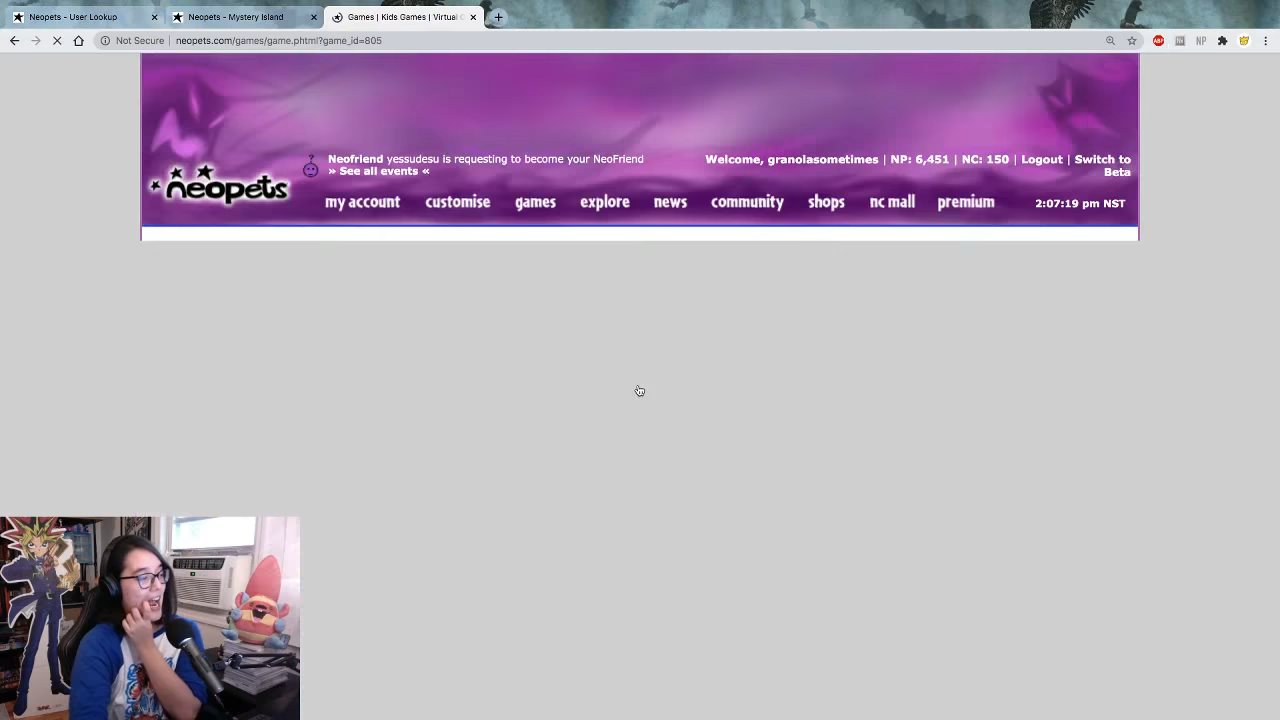 Neopets - User Lookup
Neopets - Mystery Island
Games | Kids Games | Virtual
Not Secure | neopets.com/games/game.phtml?game_id=805
ABP
NP
Neofriend yessudesu is requesting to become your NeoFriend
» See all events «
Welcome, granolasometimes | NP: 6,451 | NC: 150 | Logout | Switch to
Beta
neopets
my account customise games explore news community shops nc mall premium
2:07:19 pm NST